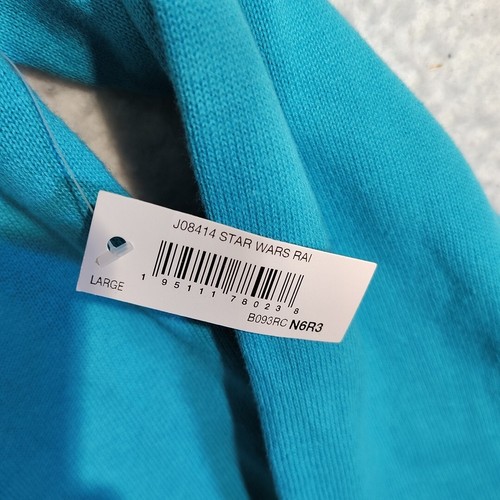 J08414 STAR WARS RAI
LARGE
1 95111 78023 8
B093RC N6R3